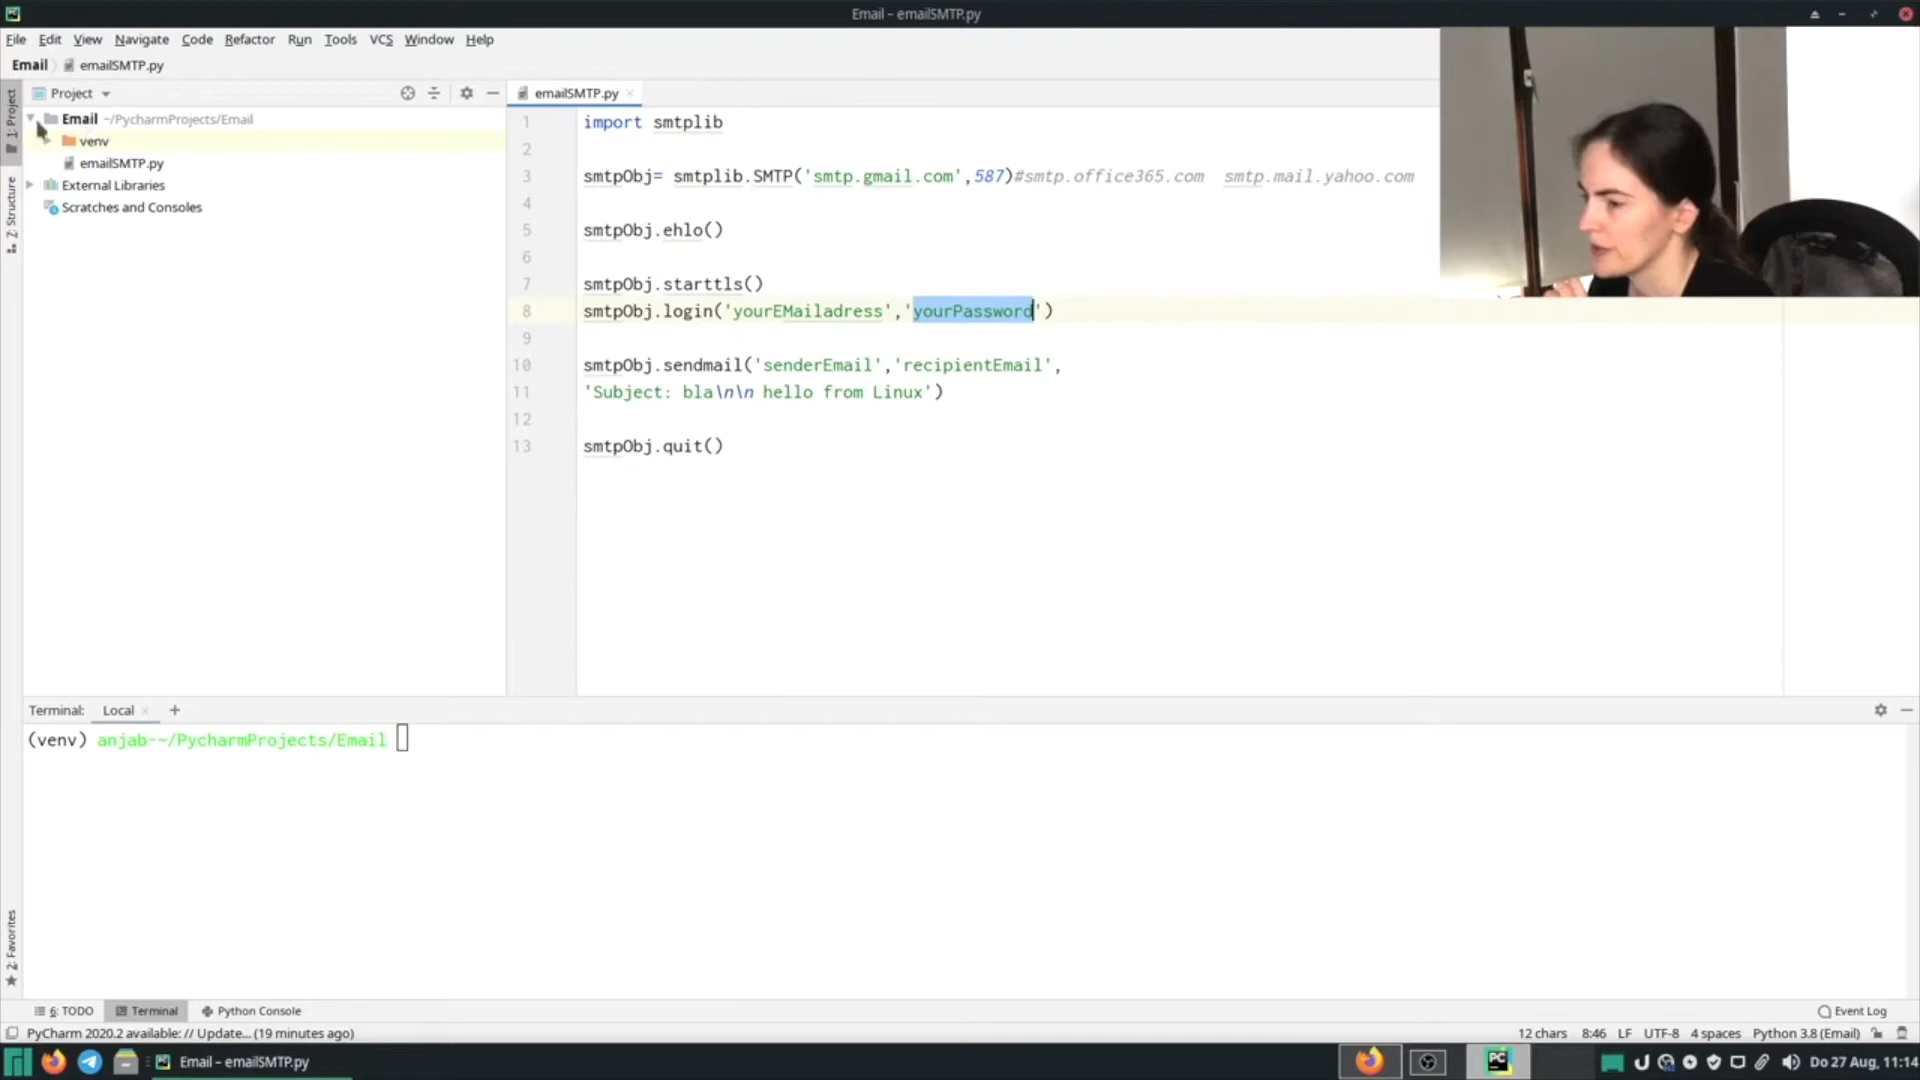 Email – emailSMTP.py
File Edit View Navigate Code Refactor Run Tools VCS Window Help
Email emailSMTP.py
1: Project
Project
emailSMTP.py
Email ~/PycharmProjects/Email
venv
emailSMTP.py
External Libraries
Scratches and Consoles
Z: Structure
1 import smtplib
2
3 smtpObj= smtplib.SMTP('smtp.gmail.com',587)#smtp.office365.com smtp.mail.yahoo.com
4
5 smtpObj.ehlo()
6
7 smtpObj.starttls()
8 smtpObj.login('yourEMailadress','yourPassword')
9
10 smtpObj.sendmail('senderEmail','recipientEmail',
11 'Subject: bla\n\n hello from Linux')
12
13 smtpObj.quit()
Terminal: Local +
(venv) anjab~~/PycharmProjects/Email
2: Favorites
6: TODO Terminal Python Console Event Log
PyCharm 2020.2 available: // Update... (19 minutes ago) 12 chars 8:46 LF UTF-8 4 spaces Python 3.8 (Email)
Email – emailSMTP.py
PC
Do 27 Aug, 11:14